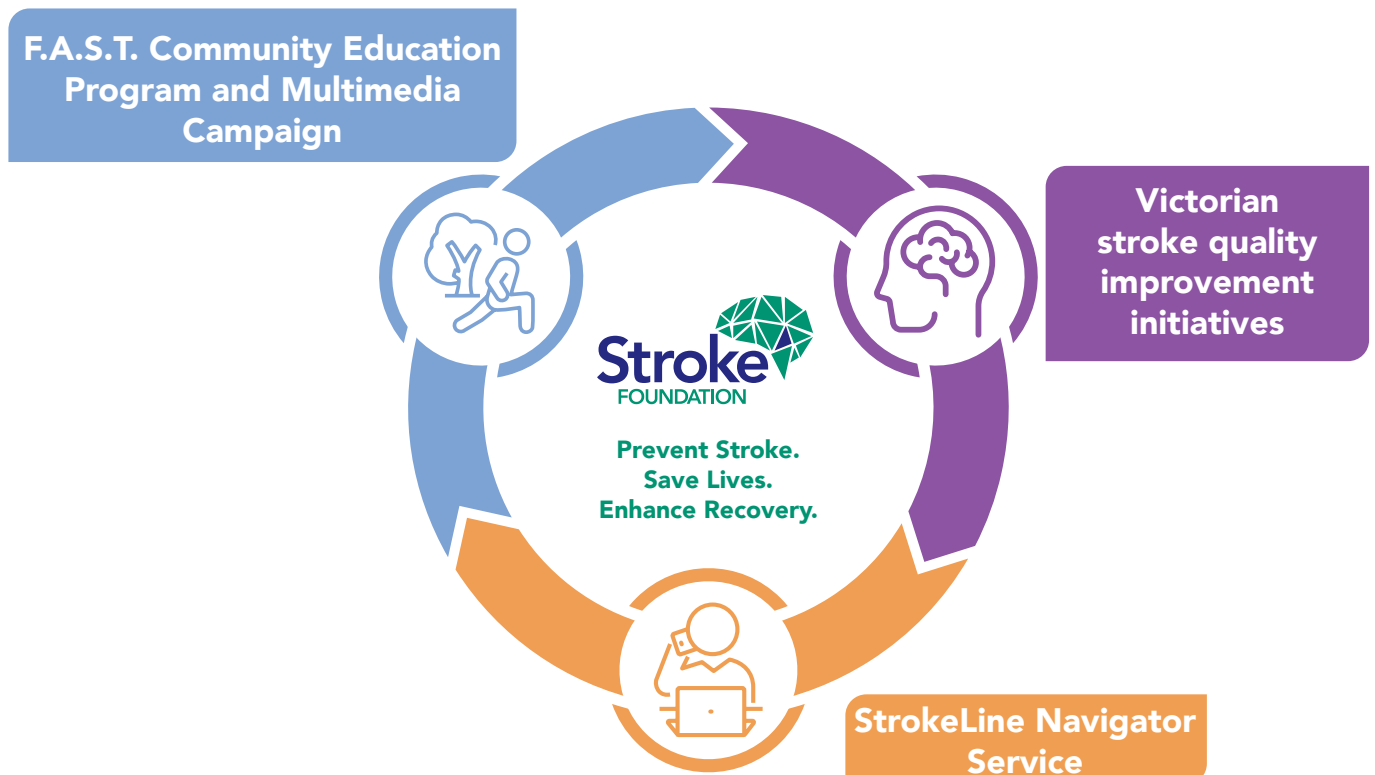 F.A.S.T. Community Education
Program and Multimedia
Campaign
Victorian
stroke quality
improvement
initiatives
Stroke
FOUNDATION
Prevent Stroke.
Save Lives.
Enhance Recovery.
StrokeLine Navigator
Service